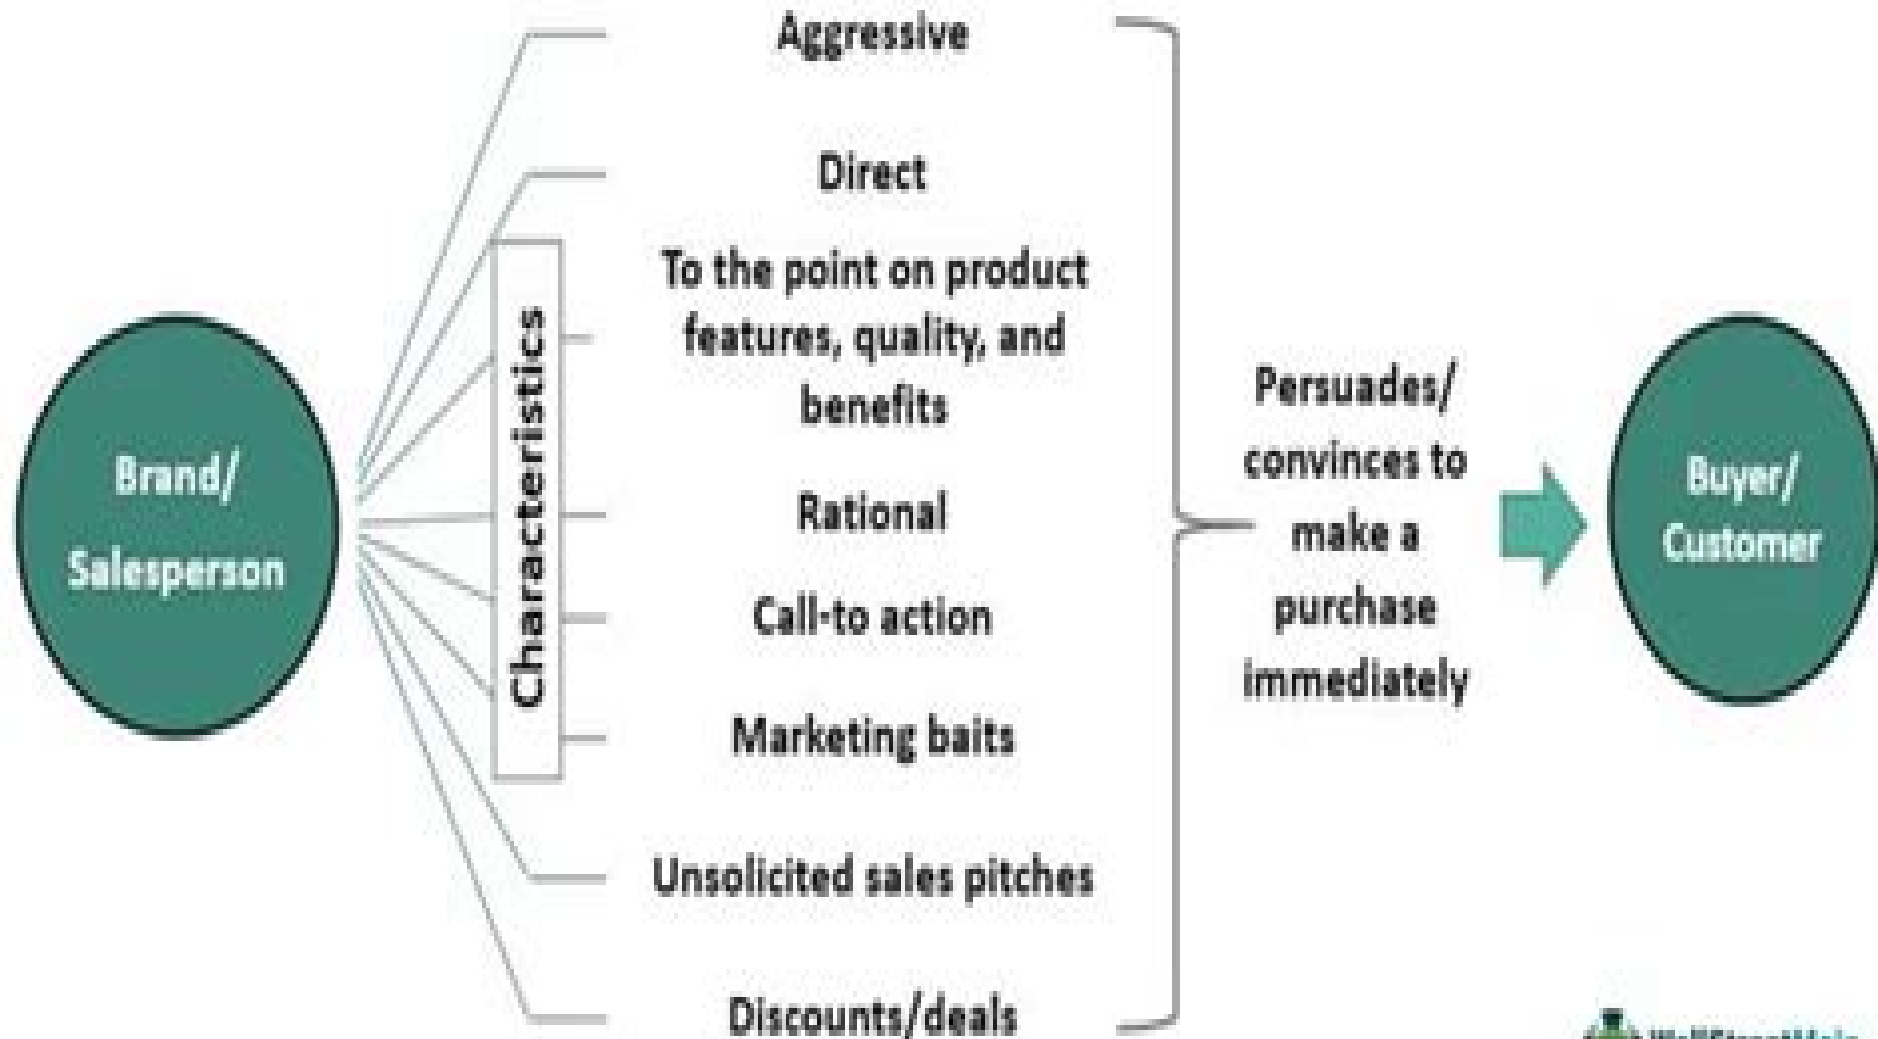 Aggressive
Direct
To the point on product
features, quality, and
benefits
Rational
Call-to action
Marketing baits
Unsolicited sales pitches
Discounts/deals
Characteristics
Brand/
Salesperson
Persuades/
convinces to
make a
purchase
immediately
Buyer/
Customer